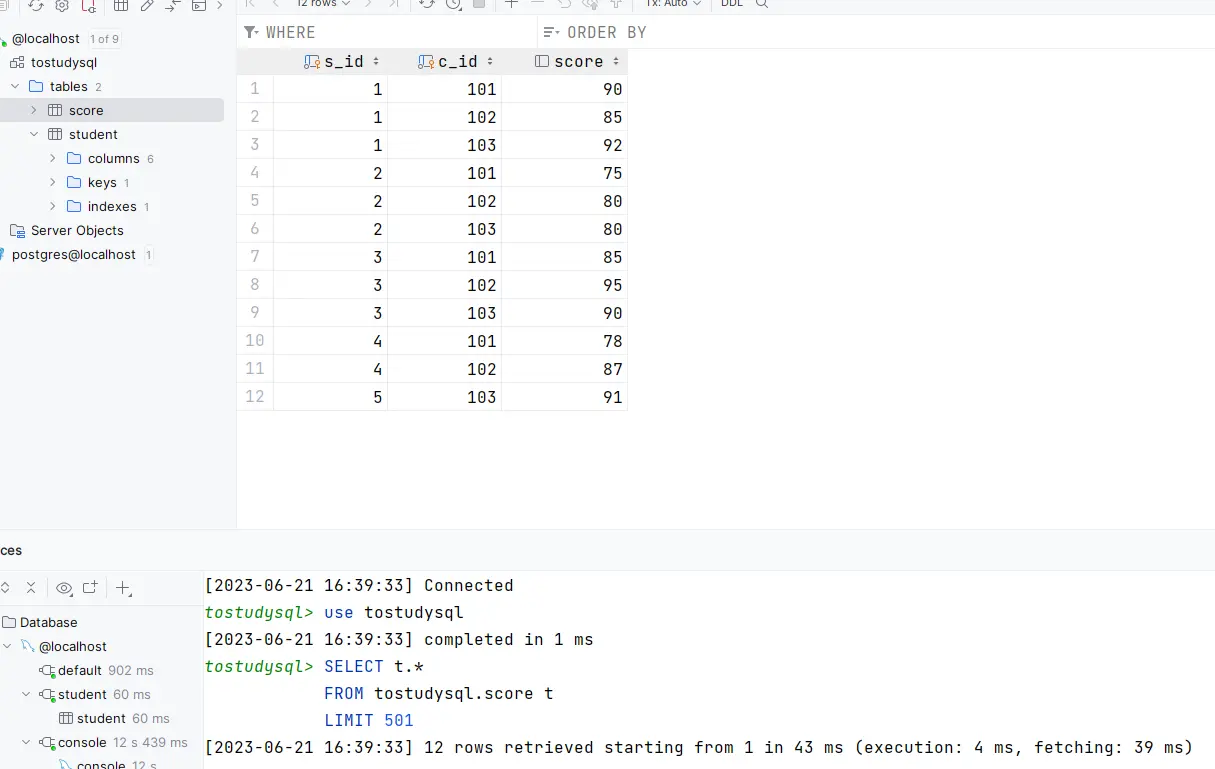 12 rows Tx: Auto DDL
@localhost 1 of 9
tostudysql
tables 2
score
student
columns 6
keys 1
indexes 1
Server Objects
postgres@localhost 1
WHERE ORDER BY
s_id c_id score
1 1 101 90
2 1 102 85
3 1 103 92
4 2 101 75
5 2 102 80
6 2 103 80
7 3 101 85
8 3 102 95
9 3 103 90
10 4 101 78
11 4 102 87
12 5 103 91
ces
Database
@localhost
default 902 ms
student 60 ms
student 60 ms
console 12 s 439 ms
console 12 s
[2023-06-21 16:39:33] Connected
tostudysql> use tostudysql
[2023-06-21 16:39:33] completed in 1 ms
tostudysql> SELECT t.*
FROM tostudysql.score t
LIMIT 501
[2023-06-21 16:39:33] 12 rows retrieved starting from 1 in 43 ms (execution: 4 ms, fetching: 39 ms)